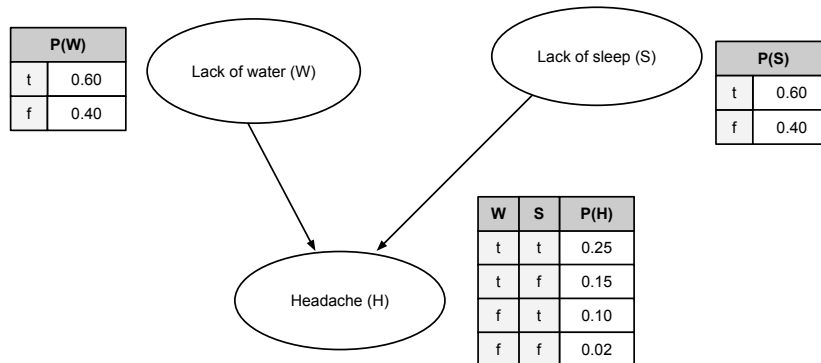 Lack of water (W)
Lack of sleep (S)
P(W)
t 0.60
f 0.40
P(S)
t 0.60
f 0.40
W S P(H)
t t 0.25
t f 0.15
f t 0.10
f f 0.02
Headache (H)